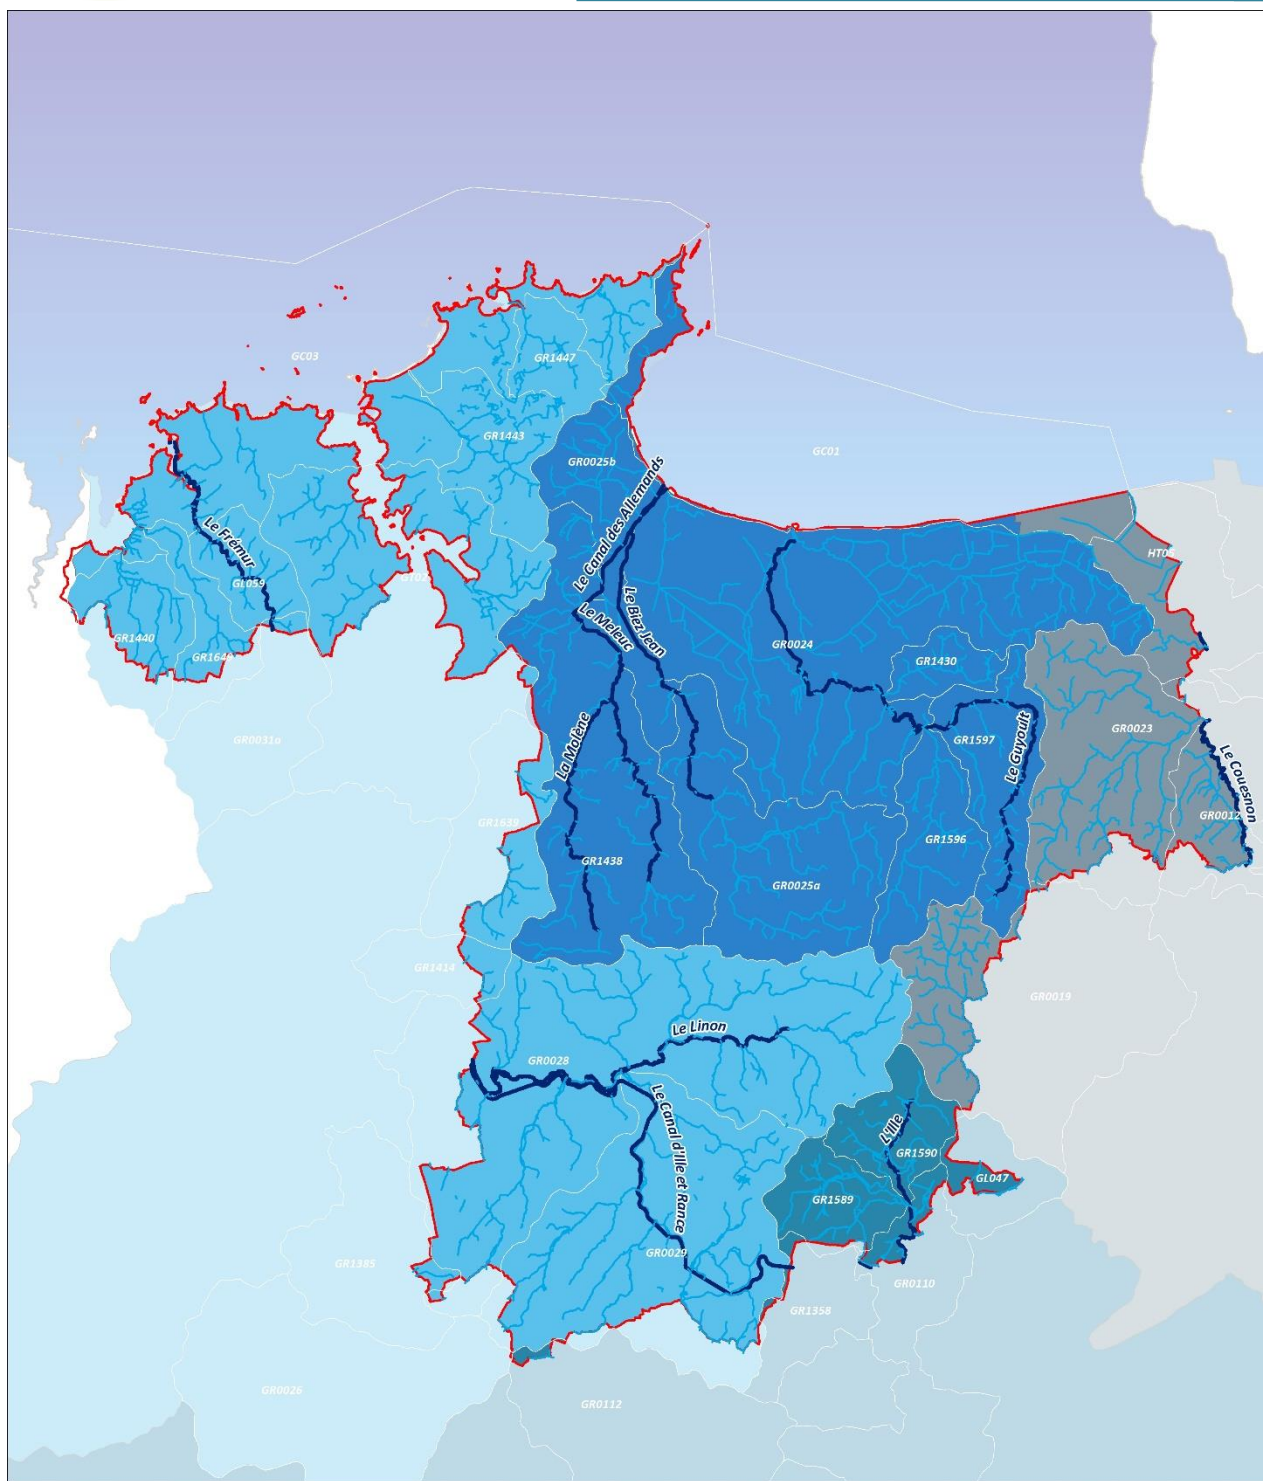 GC03
GR1447
GR1443
GC01
GR0025b
Le Canal des Allemands
Le Frémur
HT05
GL059
Le Meleuc
Le Biez Jean
GR1440
GR0024
GR1430
GR0031a
La Molène
GR1597
Le Guyoult
GR0023
Le Couesnon
GR0012
GR1639
GR1438
GR1596
GR0025a
GR1414
GR0019
Le Linon
GR0028
Le Canal d'Ille et Rance
L'Ille
GR1590
GL047
GR1589
GR0029
GR1385
GR0110
GR1358
GR0026
GR0112